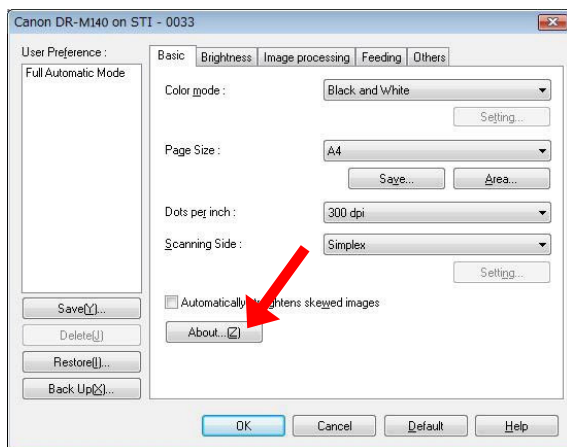 Canon DR-M140 on STI - 0033
User Preference :
Full Automatic Mode
Save(Y)...
Delete(J)
Restore(I)...
Back Up(X)...
Basic Brightness Image processing Feeding Others
Color mode : Black and White
Setting...
Page Size : A4
Save... Area...
Dots per inch : 300 dpi
Scanning Side : Simplex
Setting...
Automatically straightens skewed images
About...(Z)
OK Cancel Default Help